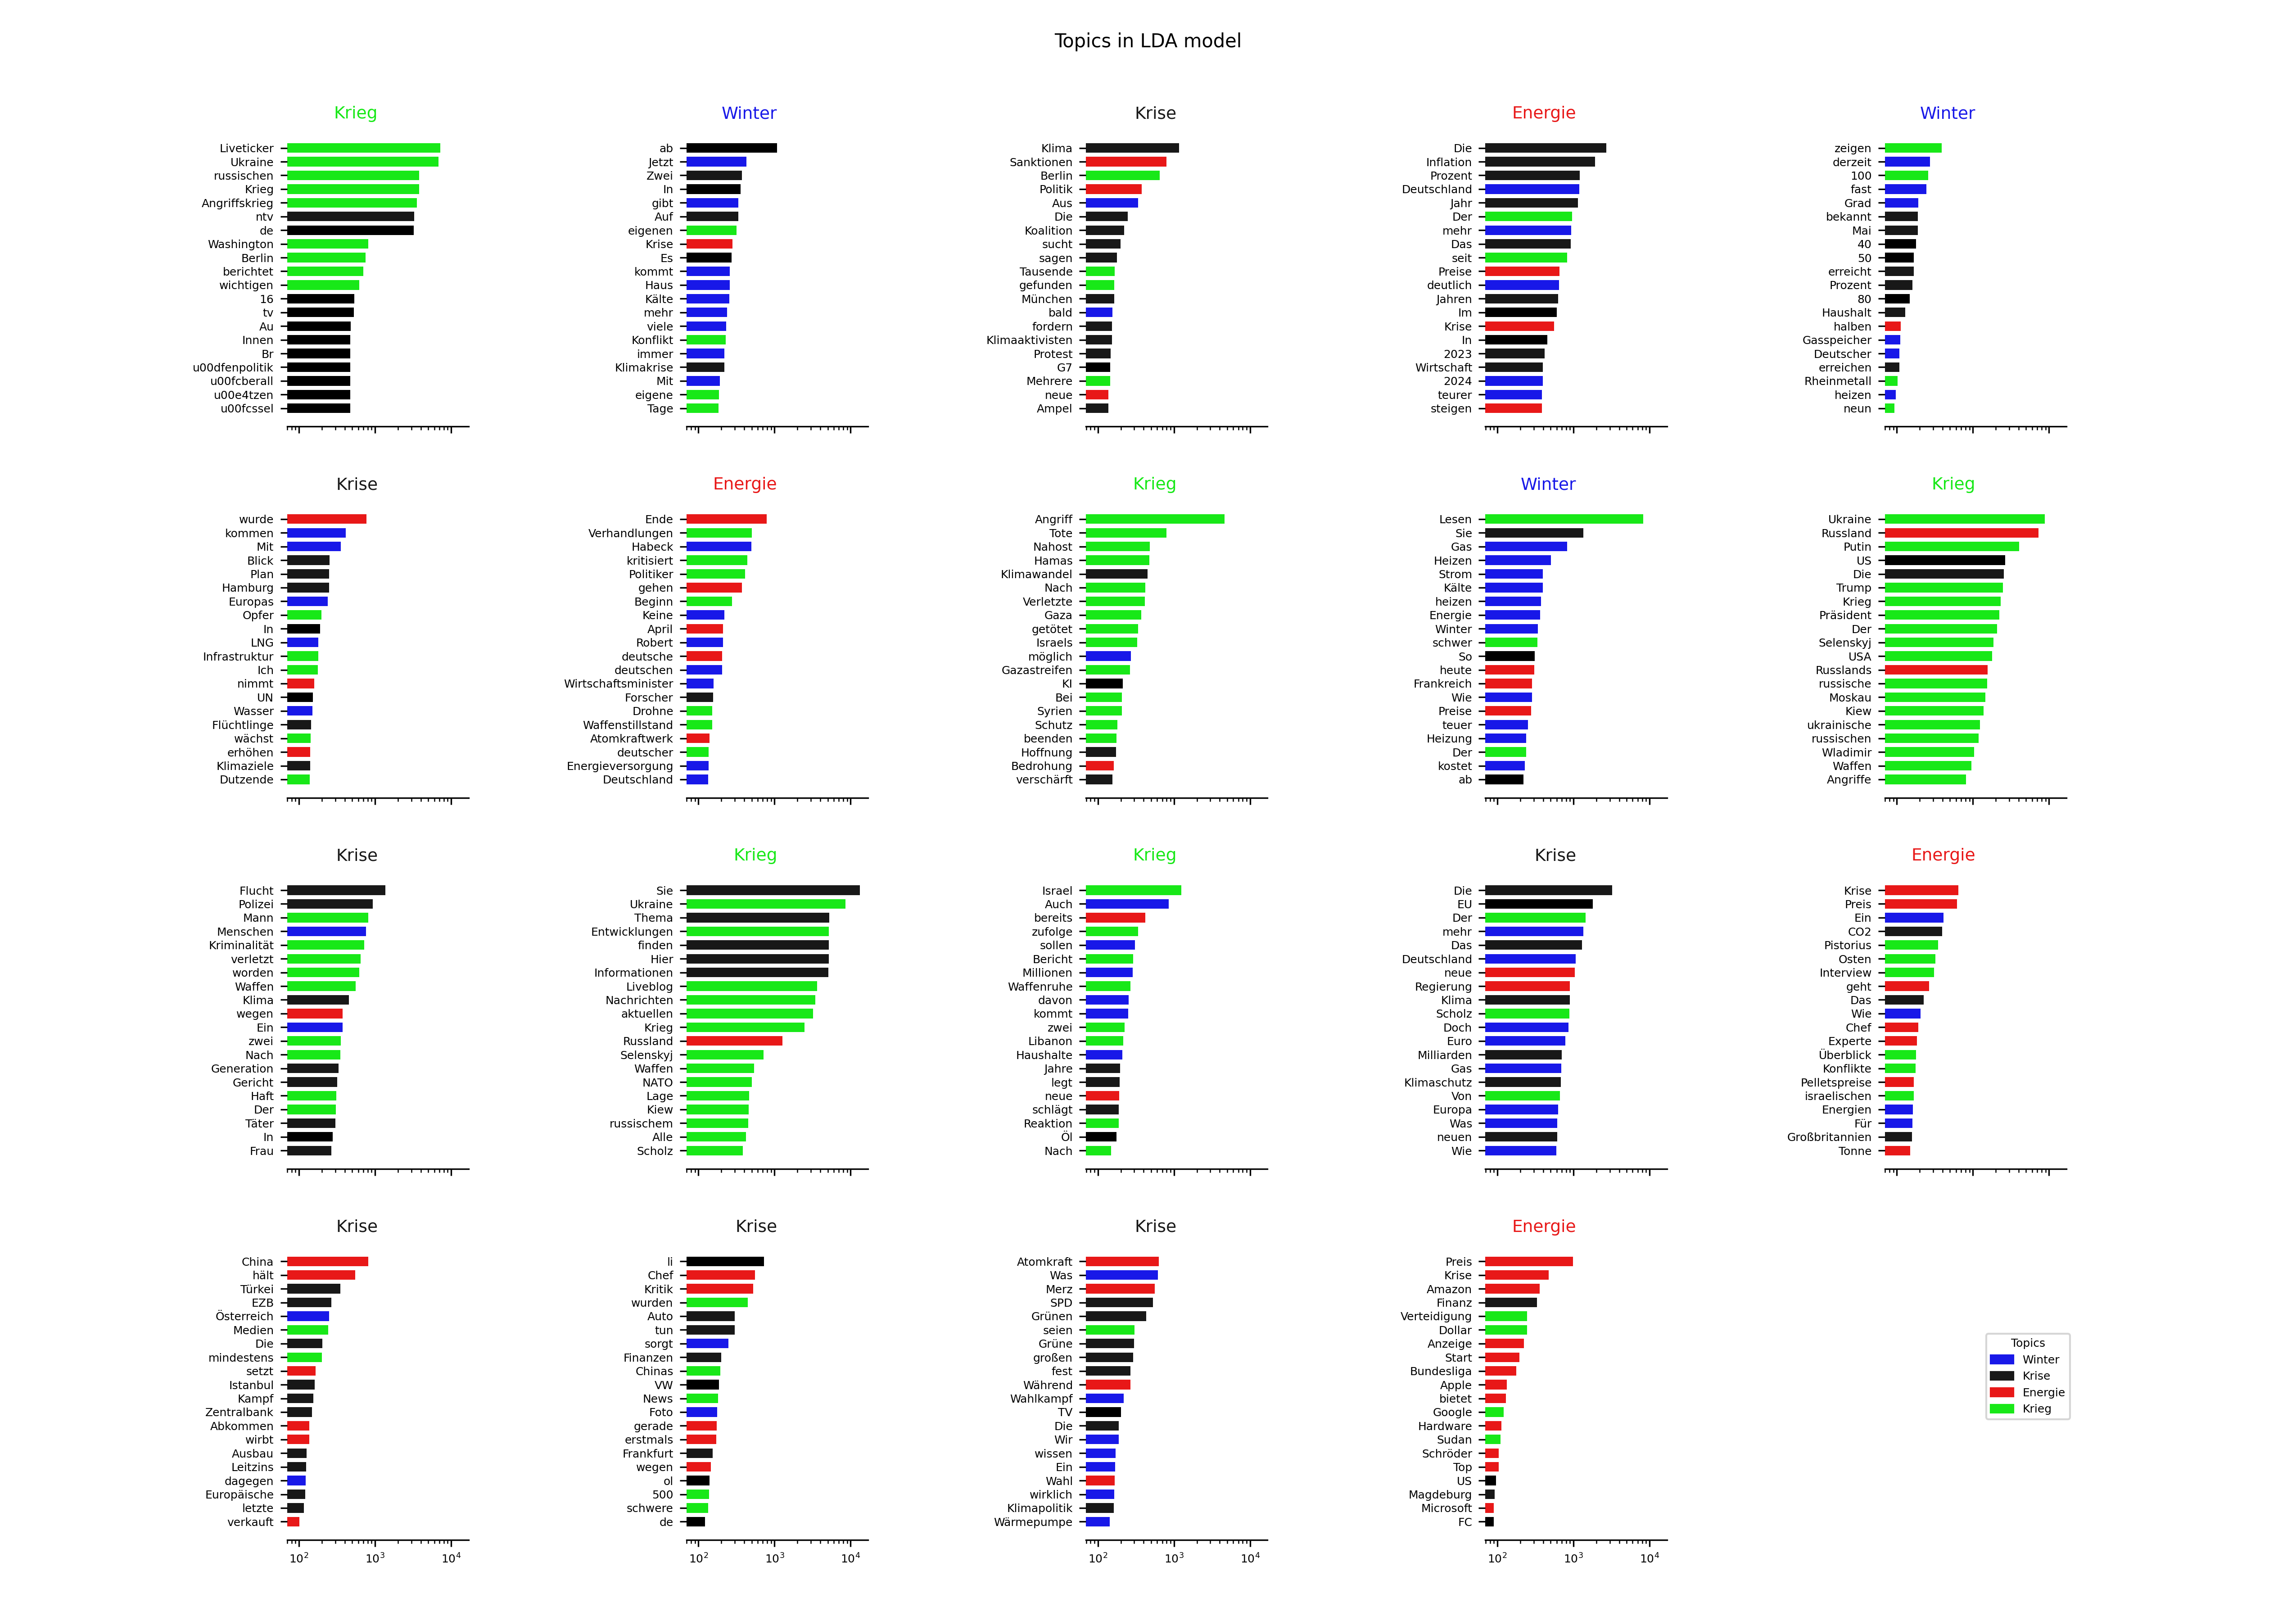 Topics in LDA model
Krieg
Liveticker
Ukraine
russischen
Krieg
Angriffskrieg
ntv
de
Washington
Berlin
berichtet
wichtigen
16
tv
Au
Innen
Br
u00dfenpolitik
u00fcberall
u00e4tzen
u00fcssel
Winter
ab
Jetzt
Zwei
In
gibt
Auf
eigenen
Krise
Es
kommt
Haus
Kälte
mehr
viele
Konflikt
immer
Klimakrise
Mit
eigene
Tage
Krise
Klima
Sanktionen
Berlin
Politik
Aus
Die
Koalition
sucht
sagen
Tausende
gefunden
München
bald
fordern
Klimaaktivisten
Protest
G7
Mehrere
neue
Ampel
Energie
Die
Inflation
Prozent
Deutschland
Jahr
Der
mehr
Das
seit
Preise
deutlich
Jahren
Im
Krise
In
2023
Wirtschaft
2024
teurer
steigen
Winter
zeigen
derzeit
100
fast
Grad
bekannt
Mai
40
50
erreicht
Prozent
80
Haushalt
halben
Gasspeicher
Deutscher
erreichen
Rheinmetall
heizen
neun
Krise
wurde
kommen
Mit
Blick
Plan
Hamburg
Europas
Opfer
In
LNG
Infrastruktur
Ich
nimmt
UN
Wasser
Flüchtlinge
wächst
erhöhen
Klimaziele
Dutzende
Energie
Ende
Verhandlungen
Habeck
kritisiert
Politiker
gehen
Beginn
Keine
April
Robert
deutsche
deutschen
Wirtschaftsminister
Forscher
Drohne
Waffenstillstand
Atomkraftwerk
deutscher
Energieversorgung
Deutschland
Krieg
Angriff
Tote
Nahost
Hamas
Klimawandel
Nach
Verletzte
Gaza
getötet
Israels
möglich
Gazastreifen
KI
Bei
Syrien
Schutz
beenden
Hoffnung
Bedrohung
verschärft
Winter
Lesen
Sie
Gas
Heizen
Strom
Kälte
heizen
Energie
Winter
schwer
So
heute
Frankreich
Wie
Preise
teuer
Heizung
Der
kostet
ab
Krieg
Ukraine
Russland
Putin
US
Die
Trump
Krieg
Präsident
Der
Selenskyj
USA
Russlands
russische
Moskau
Kiew
ukrainische
russischen
Wladimir
Waffen
Angriffe
Krise
Flucht
Polizei
Mann
Menschen
Kriminalität
verletzt
worden
Waffen
Klima
wegen
Ein
zwei
Nach
Generation
Gericht
Haft
Der
Täter
In
Frau
Krieg
Sie
Ukraine
Thema
Entwicklungen
finden
Hier
Informationen
Liveblog
Nachrichten
aktuellen
Krieg
Russland
Selenskyj
Waffen
NATO
Lage
Kiew
russischem
Alle
Scholz
Krieg
Israel
Auch
bereits
zufolge
sollen
Bericht
Millionen
Waffenruhe
davon
kommt
zwei
Libanon
Haushalte
Jahre
legt
neue
schlägt
Reaktion
Öl
Nach
Krise
Die
EU
Der
mehr
Das
Deutschland
neue
Regierung
Klima
Scholz
Doch
Euro
Milliarden
Gas
Klimaschutz
Von
Europa
Was
neuen
Wie
Energie
Krise
Preis
Ein
CO2
Pistorius
Osten
Interview
geht
Das
Wie
Chef
Experte
Überblick
Konflikte
Pelletspreise
israelischen
Energien
Für
Großbritannien
Tonne
Krise
China
hält
Türkei
EZB
Österreich
Medien
Die
mindestens
setzt
Istanbul
Kampf
Zentralbank
Abkommen
wirbt
Ausbau
Leitzins
dagegen
Europäische
letzte
verkauft
10² 10³ 10⁴
Krise
li
Chef
Kritik
wurden
Auto
tun
sorgt
Finanzen
Chinas
VW
News
Foto
gerade
erstmals
Frankfurt
wegen
ol
500
schwere
de
10² 10³ 10⁴
Krise
Atomkraft
Was
Merz
SPD
Grünen
seien
Grüne
großen
fest
Während
Wahlkampf
TV
Die
Wir
wissen
Ein
Wahl
wirklich
Klimapolitik
Wärmepumpe
10² 10³ 10⁴
Energie
Preis
Krise
Amazon
Finanz
Verteidigung
Dollar
Anzeige
Start
Bundesliga
Apple
bietet
Google
Hardware
Sudan
Schröder
Top
US
Magdeburg
Microsoft
FC
10² 10³ 10⁴
Topics
Winter
Krise
Energie
Krieg